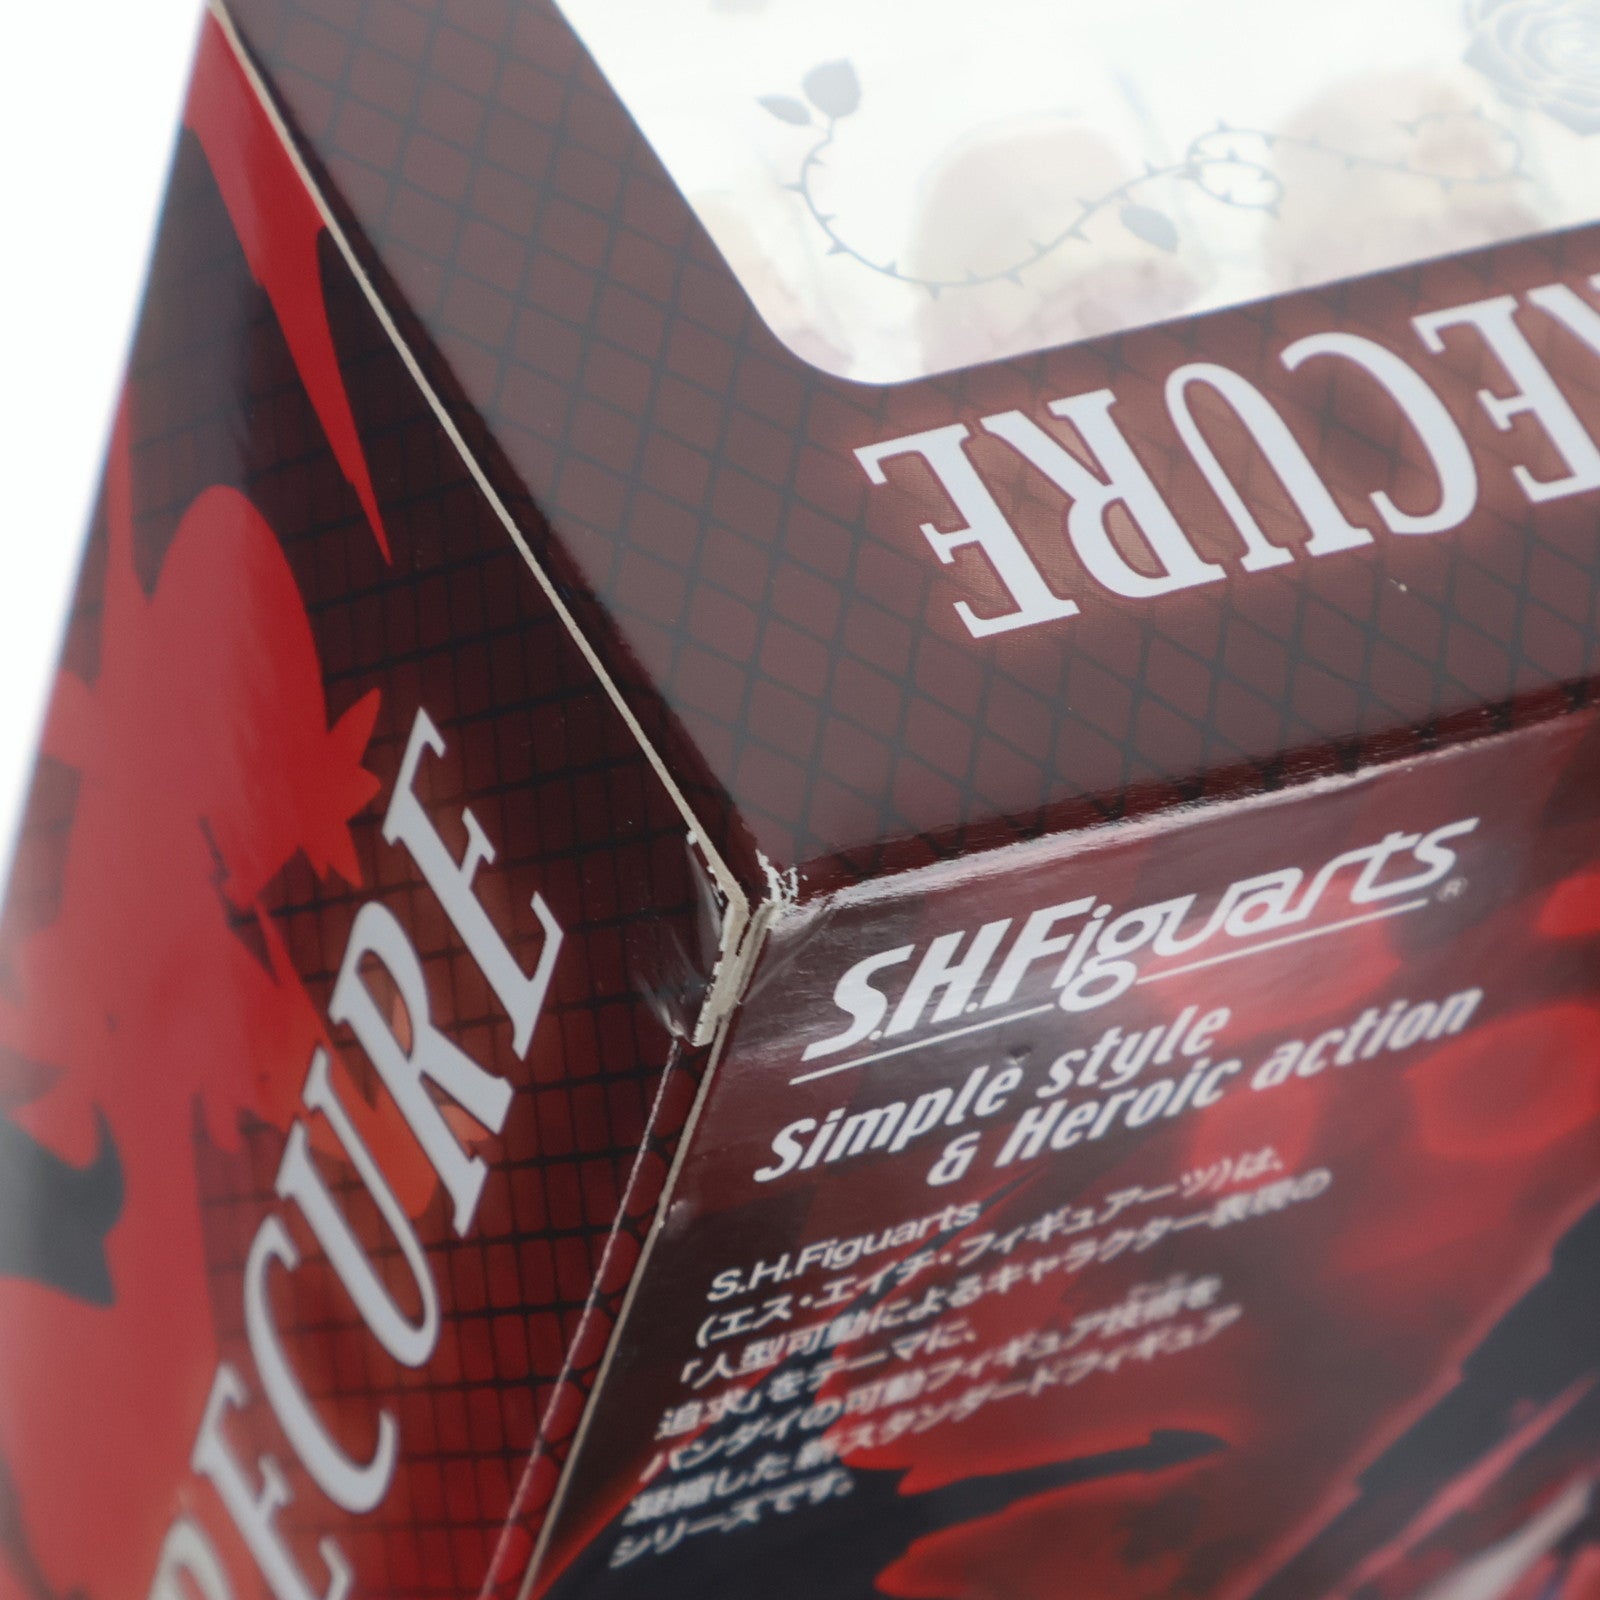 RECURE
RECURE
S.H.Figuarts®
Simple style
& Heroic action
S.H.Figuarts
(エス・エイチ・フィギュアーツ)は、
「人型可動によるキャラクター表現の
追求」をテーマに、
バンダイの可動フィギュア技術を
凝縮した新スタンダードフィギュア
シリーズです。